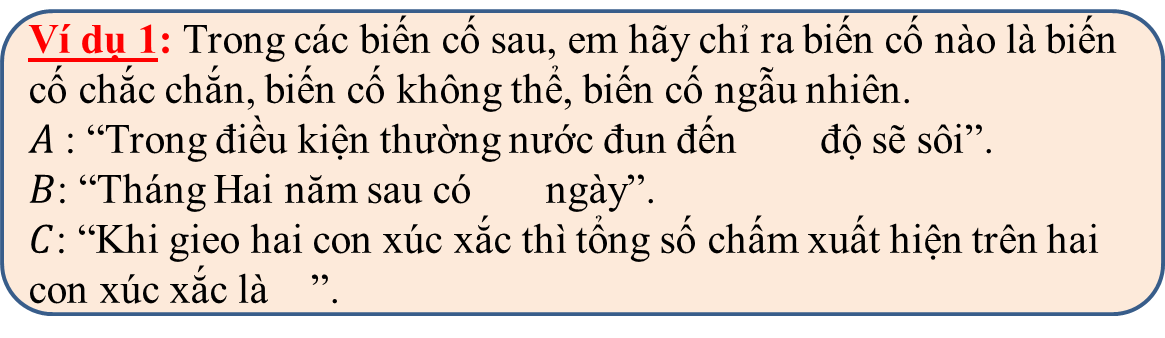 Ví dụ 1: Trong các biến cố sau, em hãy chỉ ra biến cố nào là biến
cố chắc chắn, biến cố không thể, biến cố ngẫu nhiên.
A : “Trong điều kiện thường nước đun đến độ sẽ sôi”.
B: “Tháng Hai năm sau có ngày”.
C: “Khi gieo hai con xúc xắc thì tổng số chấm xuất hiện trên hai
con xúc xắc là ”.